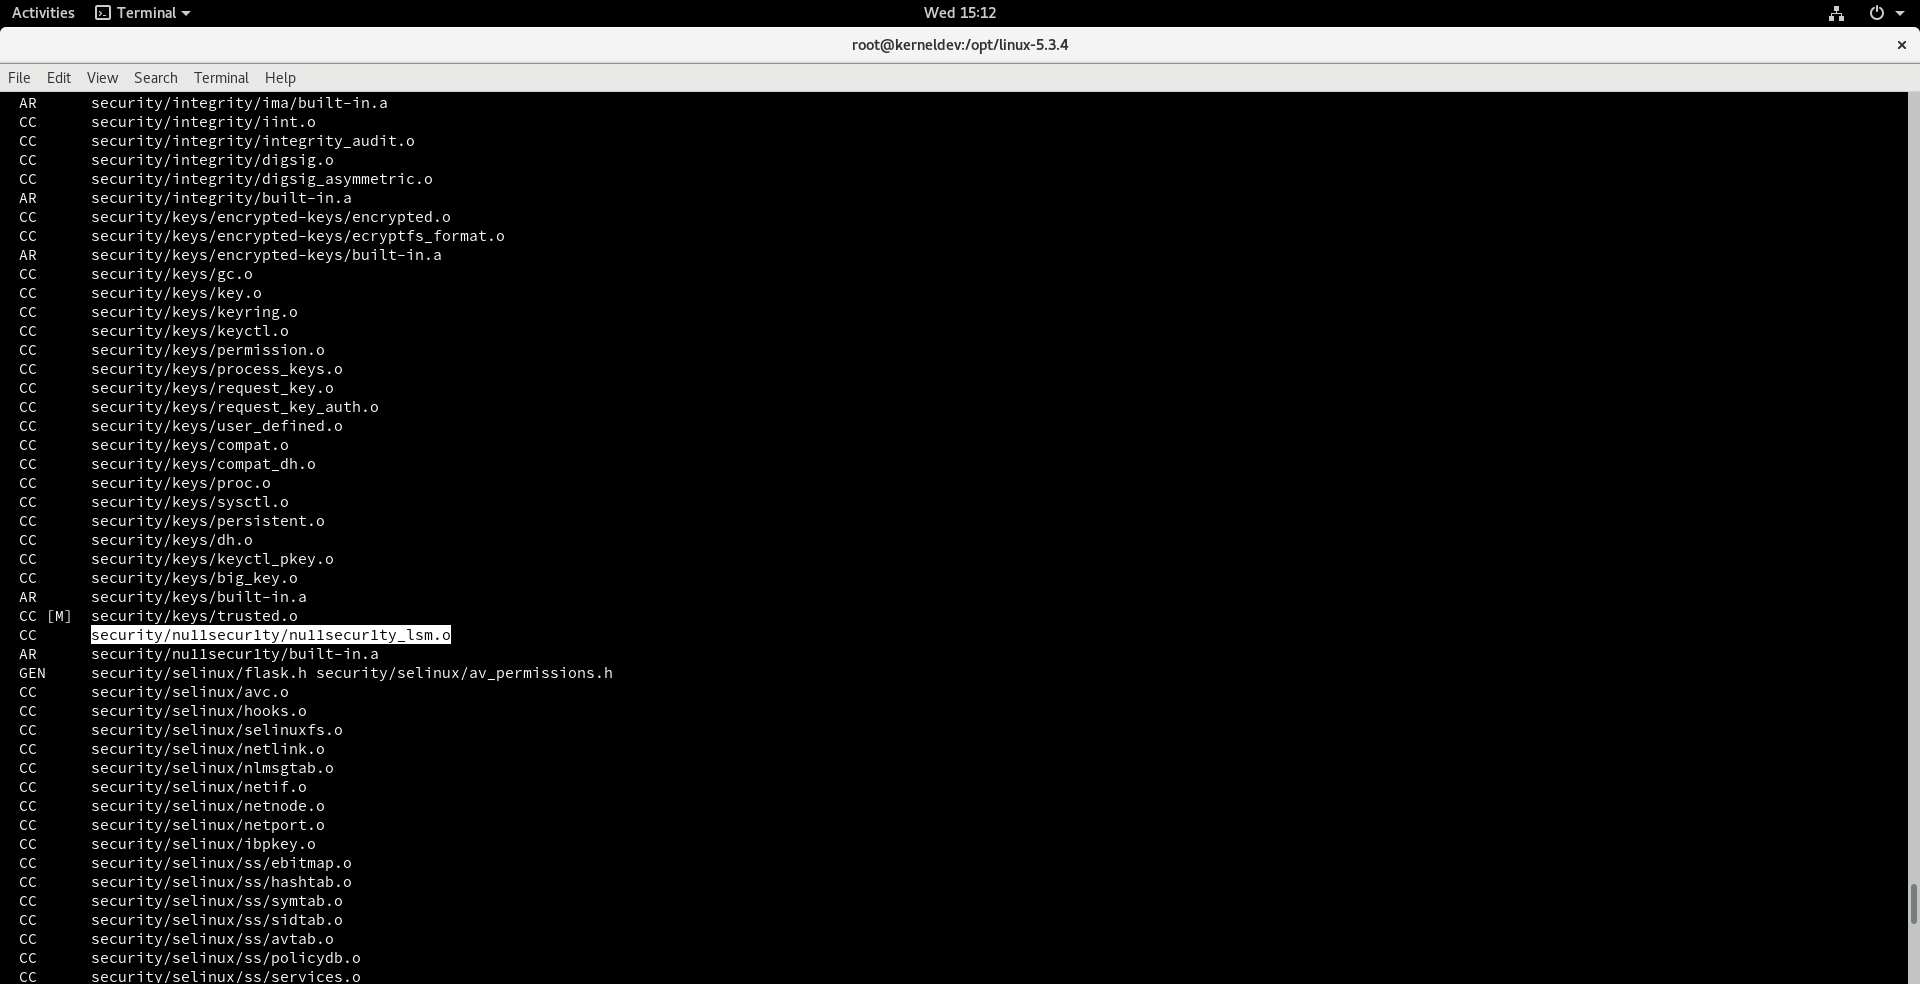 Activities Terminal Wed 15:12
root@kerneldev:/opt/linux-5.3.4 ×
File Edit View Search Terminal Help
AR security/integrity/ima/built-in.a
CC security/integrity/iint.o
CC security/integrity/integrity_audit.o
CC security/integrity/digsig.o
CC security/integrity/digsig_asymmetric.o
AR security/integrity/built-in.a
CC security/keys/encrypted-keys/encrypted.o
CC security/keys/encrypted-keys/ecryptfs_format.o
AR security/keys/encrypted-keys/built-in.a
CC security/keys/gc.o
CC security/keys/key.o
CC security/keys/keyring.o
CC security/keys/keyctl.o
CC security/keys/permission.o
CC security/keys/process_keys.o
CC security/keys/request_key.o
CC security/keys/request_key_auth.o
CC security/keys/user_defined.o
CC security/keys/compat.o
CC security/keys/compat_dh.o
CC security/keys/proc.o
CC security/keys/sysctl.o
CC security/keys/persistent.o
CC security/keys/dh.o
CC security/keys/keyctl_pkey.o
CC security/keys/big_key.o
AR security/keys/built-in.a
CC [M] security/keys/trusted.o
CC security/nu11secur1ty/nu11secur1ty_lsm.o
AR security/nu11secur1ty/built-in.a
GEN security/selinux/flask.h security/selinux/av_permissions.h
CC security/selinux/avc.o
CC security/selinux/hooks.o
CC security/selinux/selinuxfs.o
CC security/selinux/netlink.o
CC security/selinux/nlmsgtab.o
CC security/selinux/netif.o
CC security/selinux/netnode.o
CC security/selinux/netport.o
CC security/selinux/ibpkey.o
CC security/selinux/ss/ebitmap.o
CC security/selinux/ss/hashtab.o
CC security/selinux/ss/symtab.o
CC security/selinux/ss/sidtab.o
CC security/selinux/ss/avtab.o
CC security/selinux/ss/policydb.o
CC security/selinux/ss/services.o